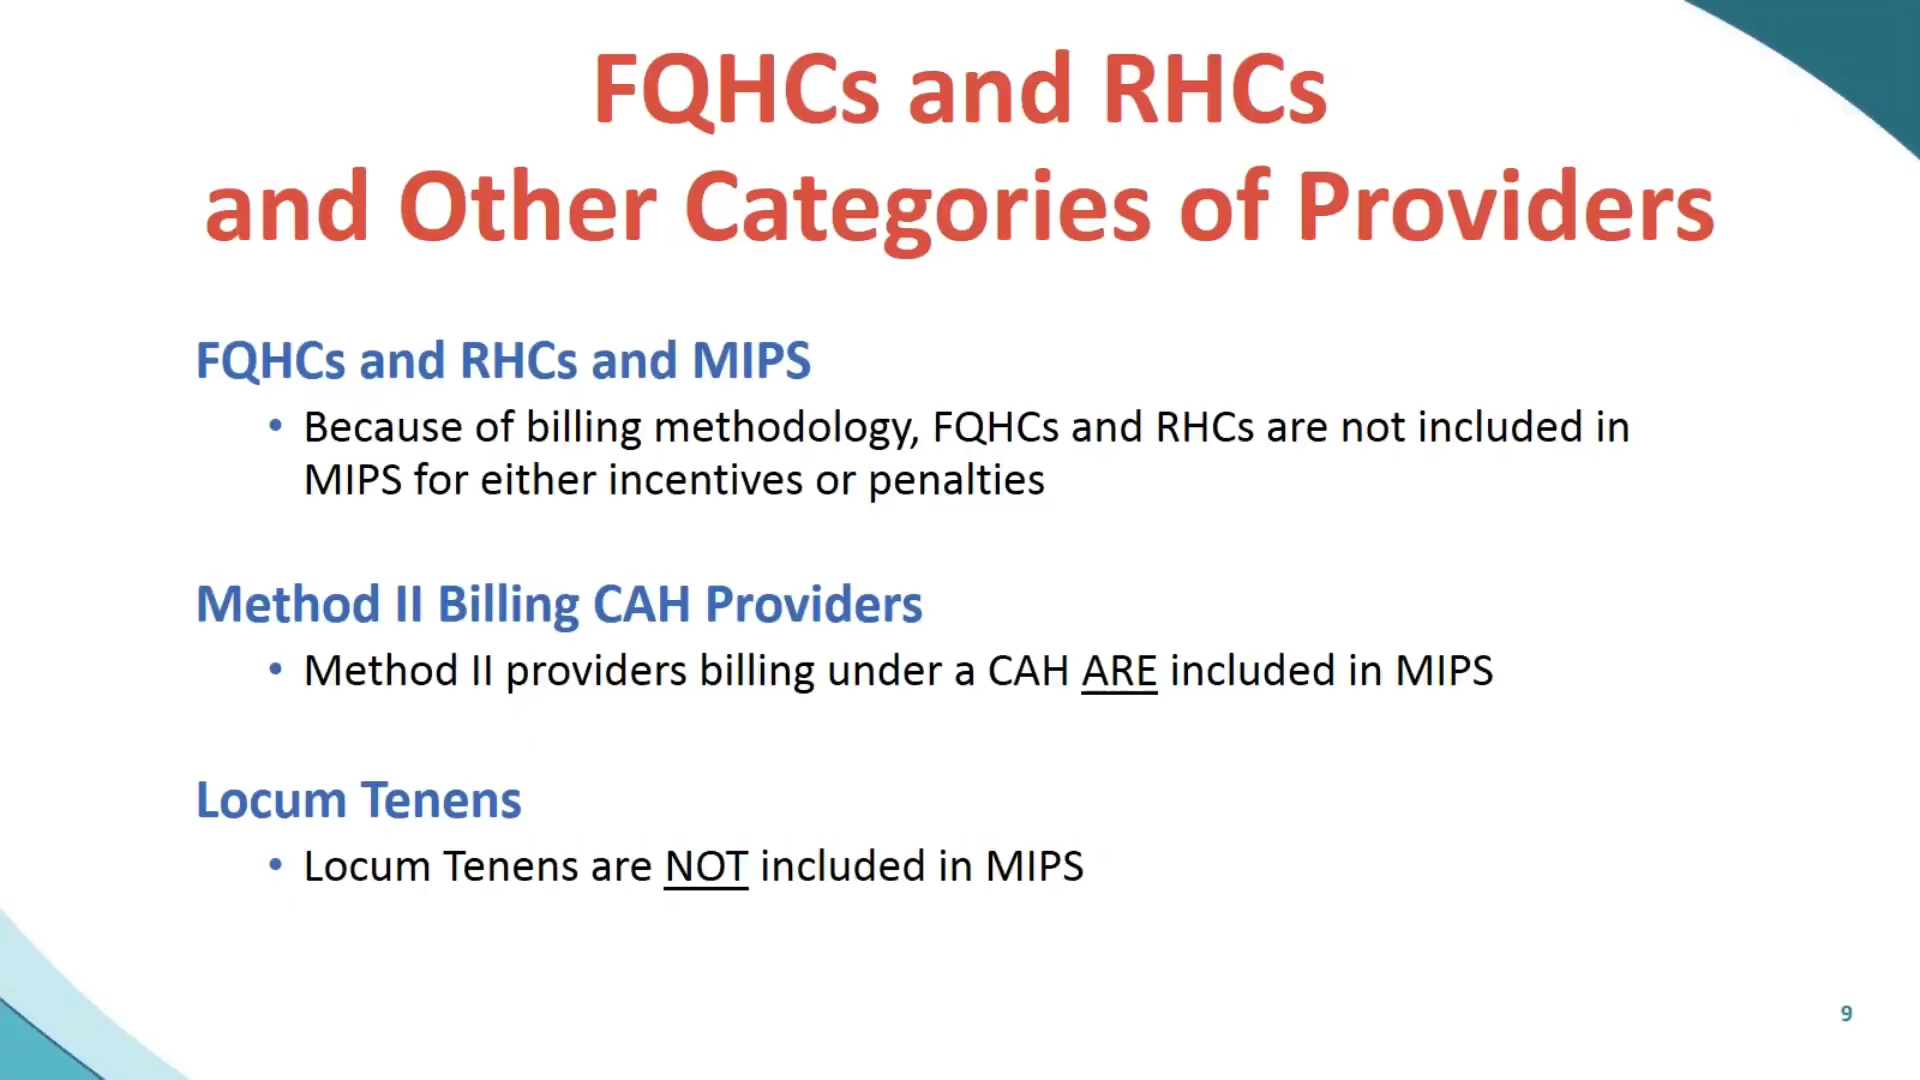 FQHCs and RHCs
and Other Categories of Providers
FQHCs and RHCs and MIPS
• Because of billing methodology, FQHCs and RHCs are not included in
MIPS for either incentives or penalties
Method II Billing CAH Providers
• Method II providers billing under a CAH ARE included in MIPS
Locum Tenens
• Locum Tenens are NOT included in MIPS
9